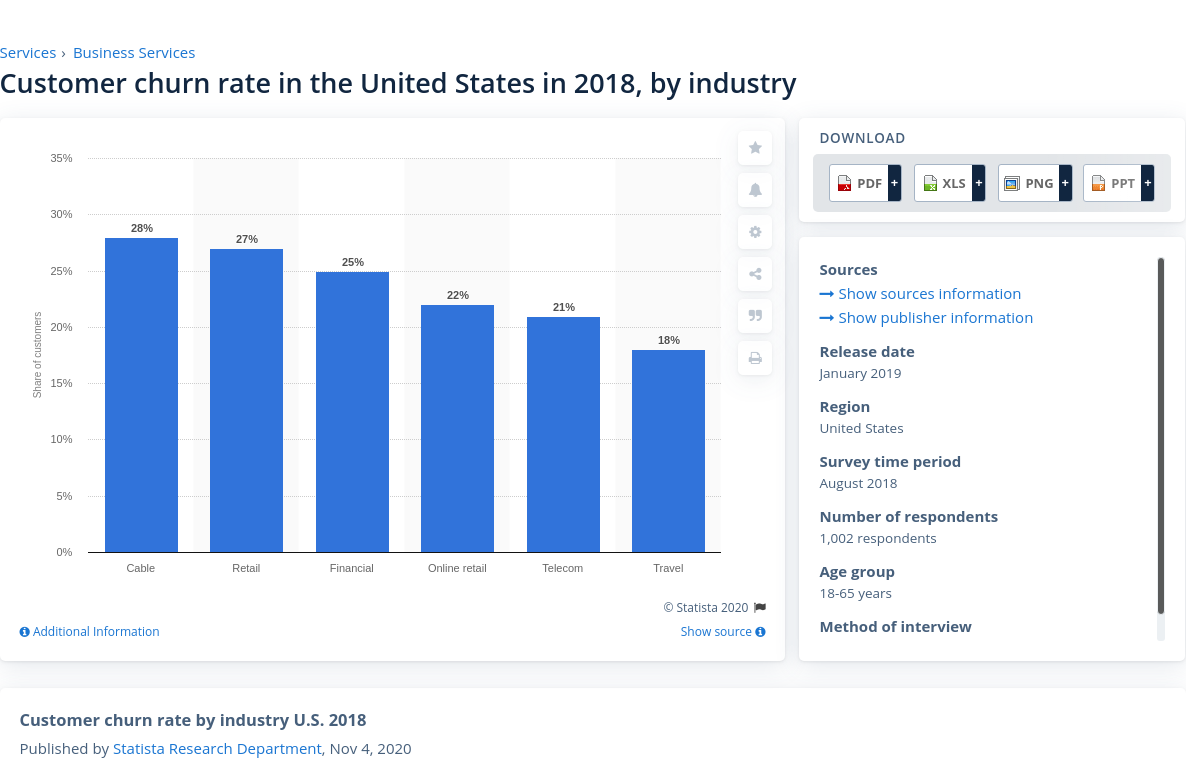 Services › Business Services
Customer churn rate in the United States in 2018, by industry
35%
30%
25%
20%
15%
10%
5%
0%
Share of customers
28%
27%
25%
22%
21%
18%
Cable
Retail
Financial
Online retail
Telecom
Travel
© Statista 2020
Additional Information
Show source
DOWNLOAD
PDF +
XLS +
PNG +
PPT +
Sources
Show sources information
Show publisher information
Release date
January 2019
Region
United States
Survey time period
August 2018
Number of respondents
1,002 respondents
Age group
18-65 years
Method of interview
Customer churn rate by industry U.S. 2018
Published by Statista Research Department, Nov 4, 2020